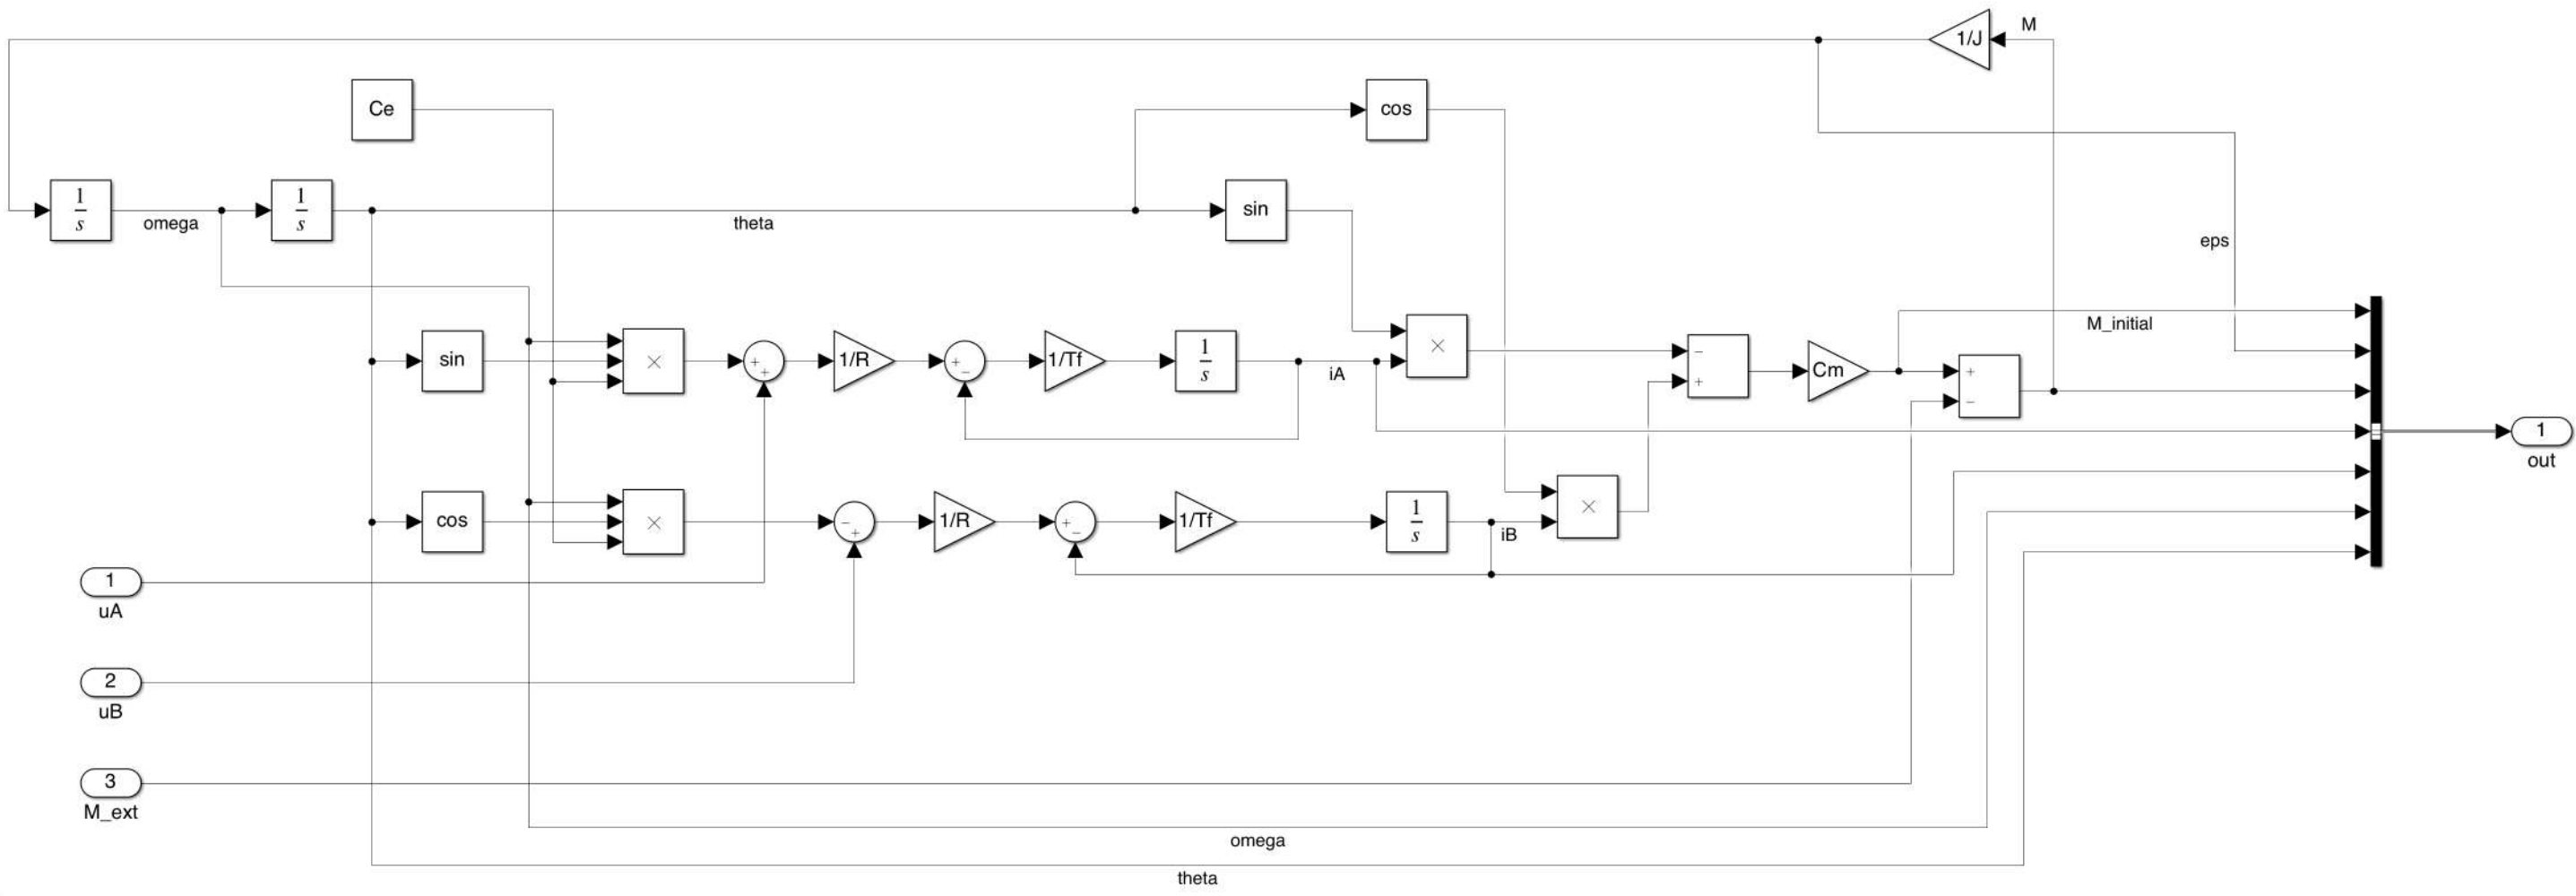 M
1/J
Ce
cos
1
s
omega
1
s
theta
sin
eps
M_initial
sin
×
+
+
1/R
+
−
1/Tf
1
s
iA
×
−
+
Cm
+
−
1
out
cos
×
−
+
1/R
+
−
1/Tf
1
s
iB
×
1
uA
2
uB
3
M_ext
omega
theta